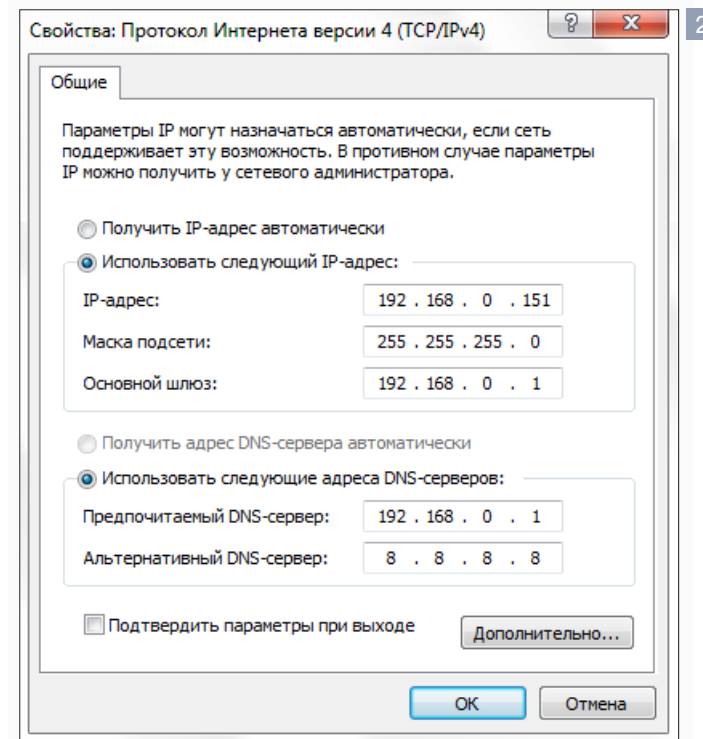 Свойства: Протокол Интернета версии 4 (TCP/IPv4)
?
X
2
Общие
Параметры IP могут назначаться автоматически, если сеть
поддерживает эту возможность. В противном случае параметры
IP можно получить у сетевого администратора.
Получить IP-адрес автоматически
Использовать следующий IP-адрес:
IP-адрес: 192 . 168 . 0 . 151
Маска подсети: 255 . 255 . 255 . 0
Основной шлюз: 192 . 168 . 0 . 1
Получить адрес DNS-сервера автоматически
Использовать следующие адреса DNS-серверов:
Предпочитаемый DNS-сервер: 192 . 168 . 0 . 1
Альтернативный DNS-сервер: 8 . 8 . 8 . 8
Подтвердить параметры при выходе
Дополнительно...
ОК
Отмена